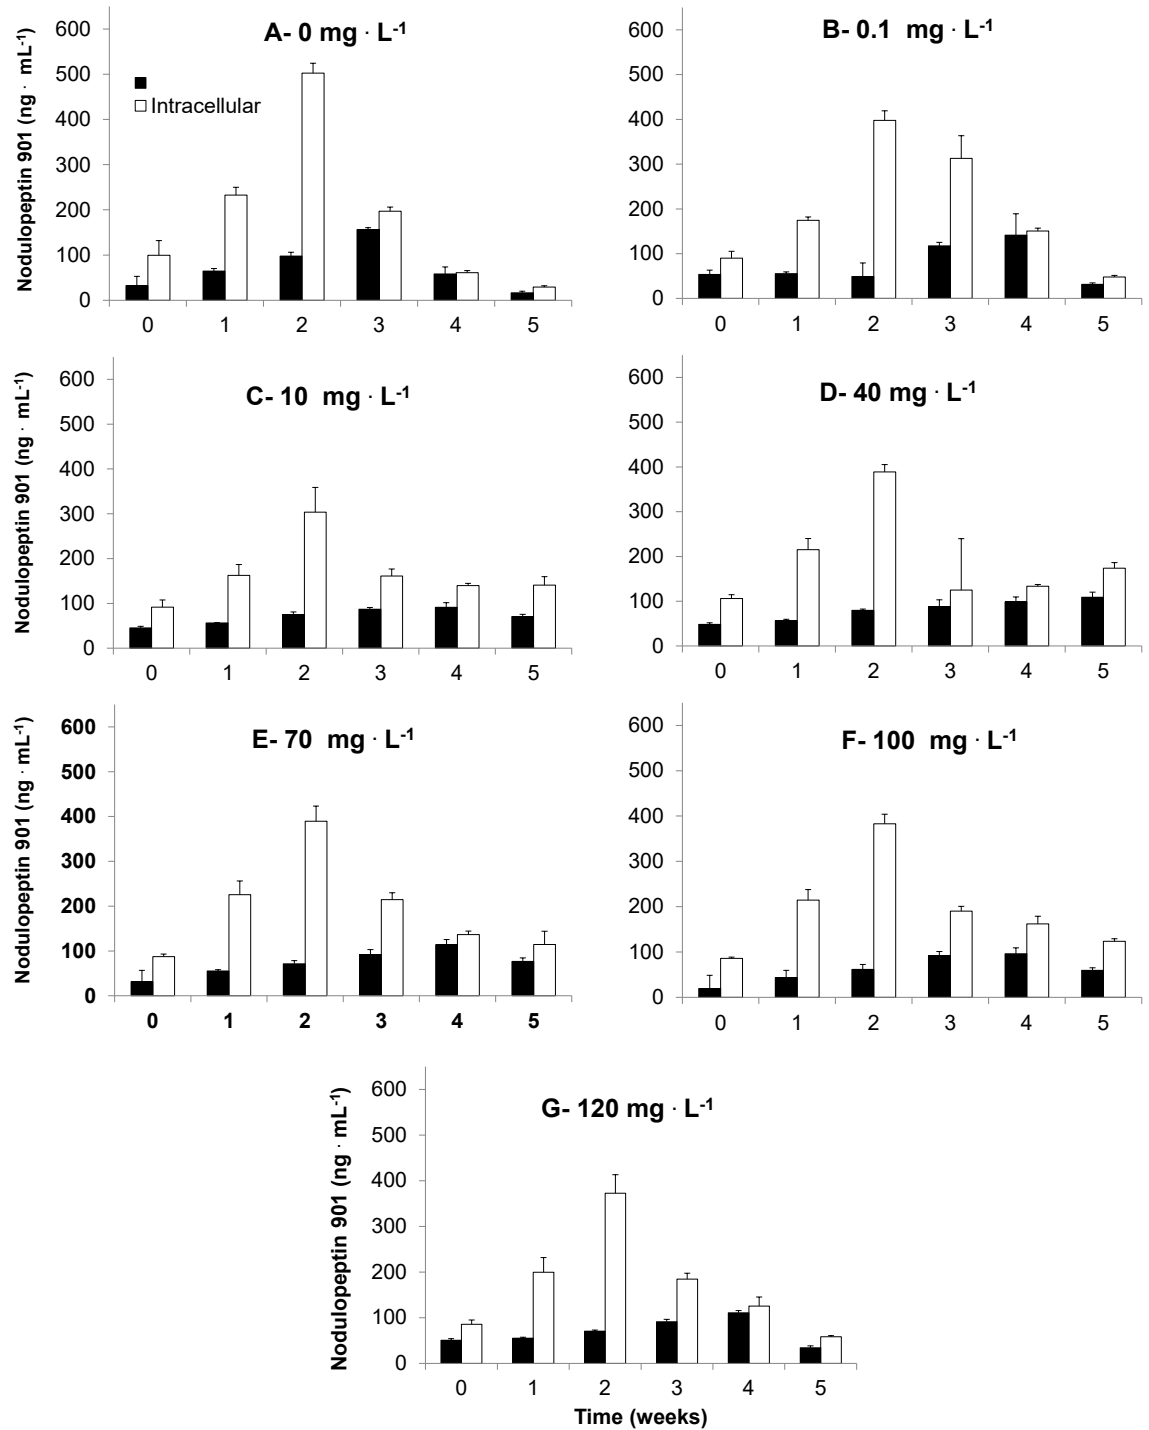 A- 0 mg · L-1
Nodulopeptin 901 (ng · mL-1)
600
500
400
300
200
100
0
Intracellular
0 1 2 3 4 5
B- 0.1 mg · L-1
600
500
400
300
200
100
0
0 1 2 3 4 5
C- 10 mg · L-1
Nodulopeptin 901 (ng · mL-1)
600
500
400
300
200
100
0
0 1 2 3 4 5
D- 40 mg · L-1
600
500
400
300
200
100
0
0 1 2 3 4 5
E- 70 mg · L-1
Nodulopeptin 901 (ng · mL-1)
600
500
400
300
200
100
0
0 1 2 3 4 5
F- 100 mg · L-1
600
500
400
300
200
100
0
0 1 2 3 4 5
G- 120 mg · L-1
Nodulopeptin 901 (ng · mL-1)
600
500
400
300
200
100
0
0 1 2 3 4 5
Time (weeks)